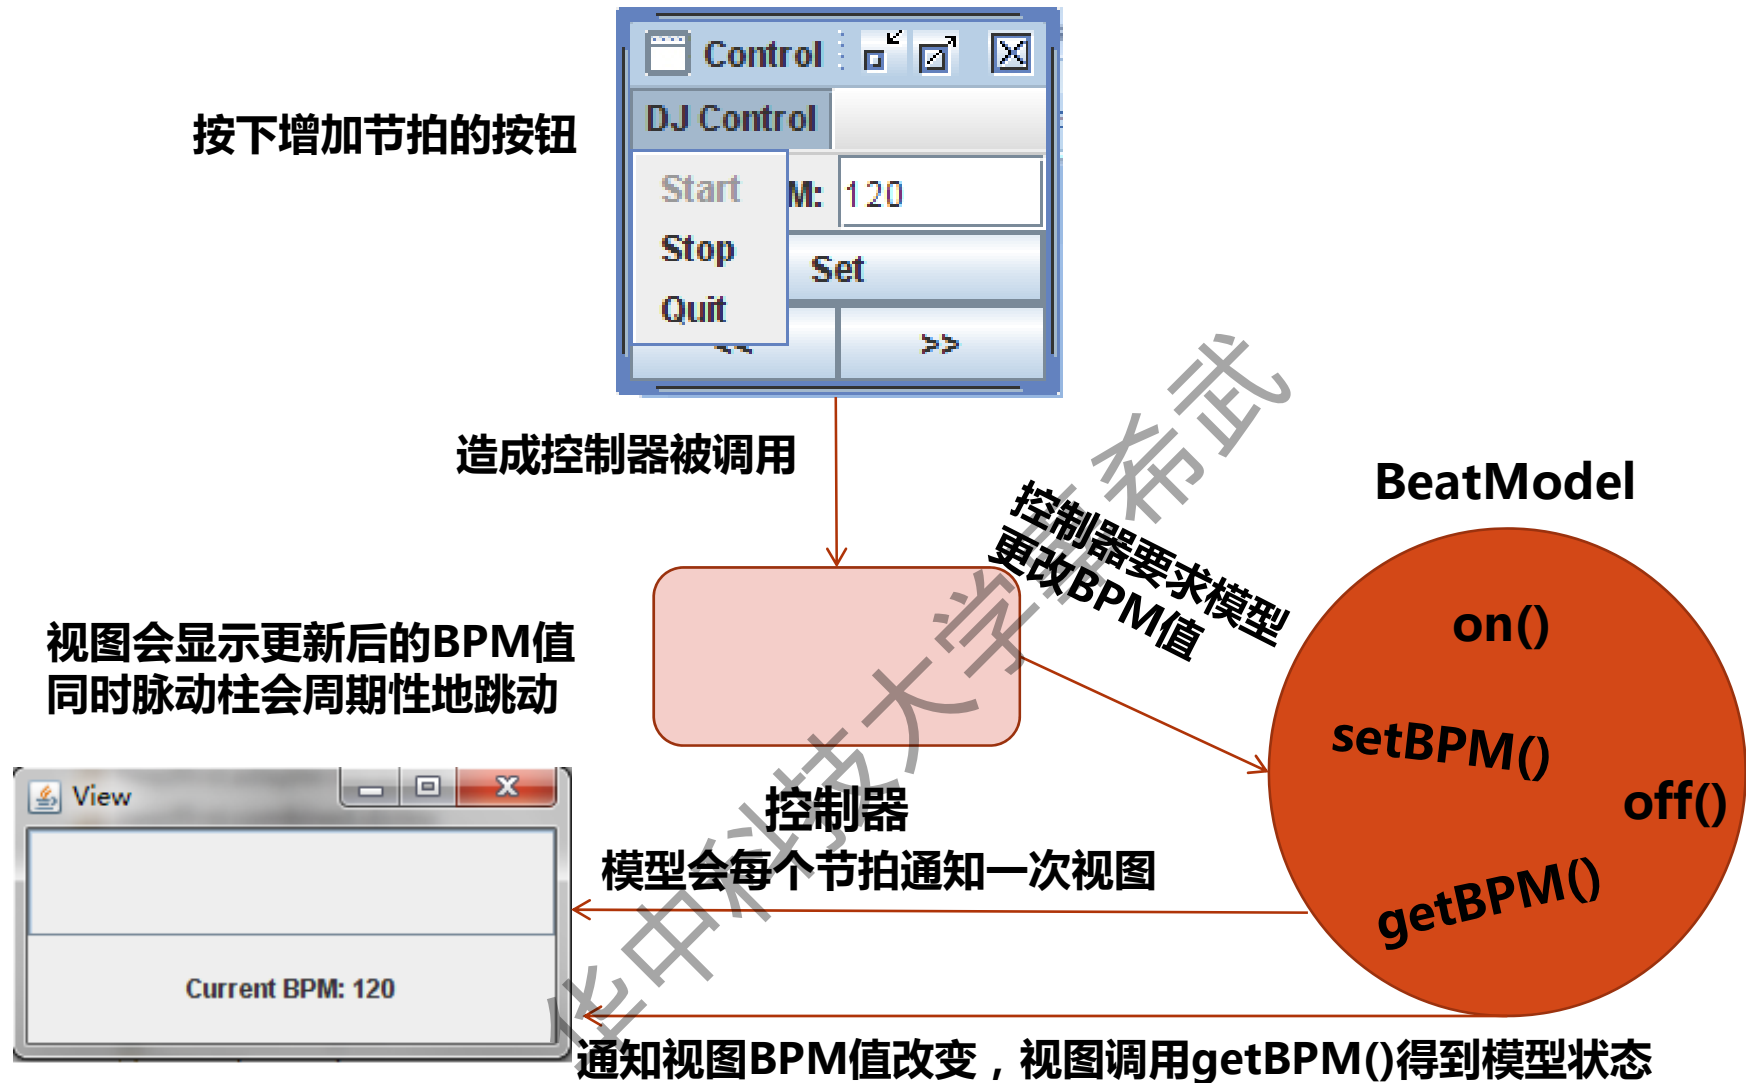 Control
DJ Control
按下增加节拍的按钮
Start
M:
120
Stop
Set
Quit
<<
>>
造成控制器被调用
BeatModel
控制器要求模型
更改BPM值
on()
视图会显示更新后的BPM值
同时脉动柱会周期性地跳动
setBPM()
off()
View
控制器
模型会每个节拍通知一次视图
getBPM()
Current BPM: 120
通知视图BPM值改变，视图调用getBPM()得到模型状态
华中科技大学 希武